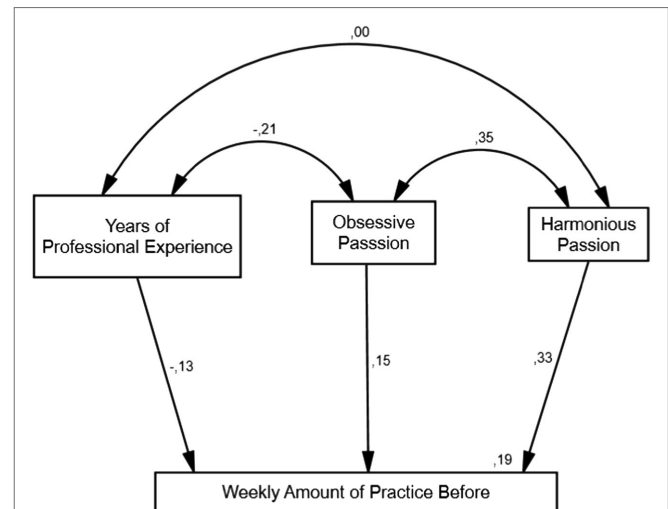 ,00
-,21
,35
Years of
Professional Experience
Obsessive
Passsion
Harmonious
Passion
-,13
,15
,33
,19
Weekly Amount of Practice Before